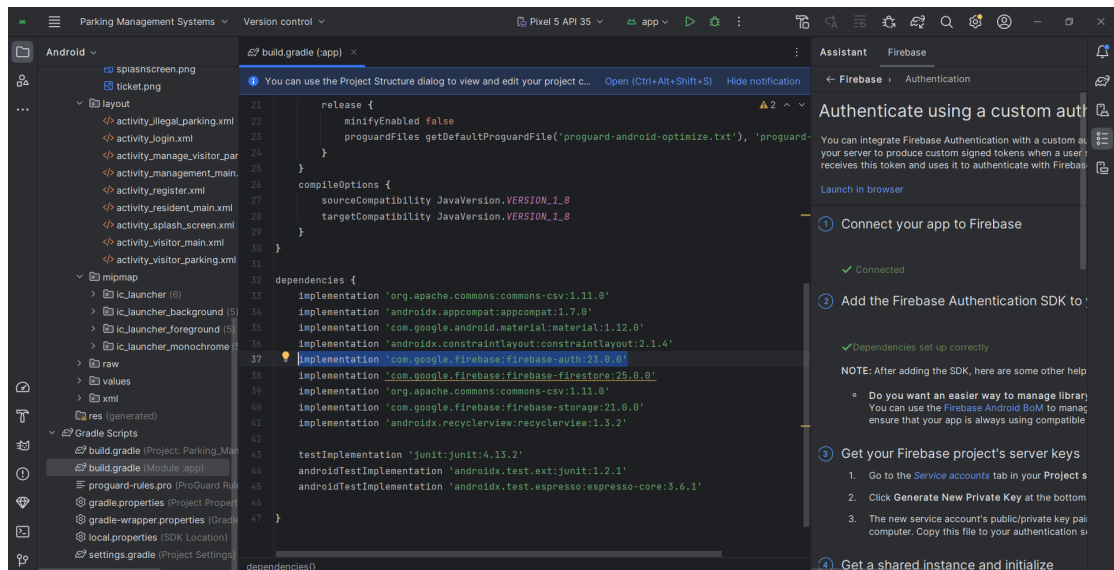 Parking Management Systems
Version control
Pixel 5 API 35
app
Android
splashscreen.png
ticket.png
layout
activity_illegal_parking.xml
activity_login.xml
activity_manage_visitor_par
activity_management_main.
activity_register.xml
activity_resident_main.xml
activity_splash_screen.xml
activity_visitor_main.xml
activity_visitor_parking.xml
mipmap
ic_launcher (6)
ic_launcher_background (5)
ic_launcher_foreground (5)
ic_launcher_monochrome (5
raw
values
xml
res (generated)
Gradle Scripts
build.gradle (Project: Parking_Man
build.gradle (Module :app)
proguard-rules.pro (ProGuard Rule
gradle.properties (Project Propert
gradle-wrapper.properties (Gradle
local.properties (SDK Location)
settings.gradle (Project Settings)
build.gradle (:app)
You can use the Project Structure dialog to view and edit your project c... Open (Ctrl+Alt+Shift+S) Hide notification
2
21 release {
22 minifyEnabled false
23 proguardFiles getDefaultProguardFile('proguard-android-optimize.txt'), 'proguard-
24 }
25 }
26 compileOptions {
27 sourceCompatibility JavaVersion.VERSION_1_8
28 targetCompatibility JavaVersion.VERSION_1_8
29 }
30 }
31
32 dependencies {
33 implementation 'org.apache.commons:commons-csv:1.11.0'
34 implementation 'androidx.appcompat:appcompat:1.7.0'
35 implementation 'com.google.android.material:material:1.12.0'
36 implementation 'androidx.constraintlayout:constraintlayout:2.1.4'
37 implementation 'com.google.firebase:firebase-auth:23.0.0'
38 implementation 'com.google.firebase:firebase-firestore:25.0.0'
39 implementation 'org.apache.commons:commons-csv:1.11.0'
40 implementation 'com.google.firebase:firebase-storage:21.0.0'
41 implementation 'androidx.recyclerview:recyclerview:1.3.2'
42
43 testImplementation 'junit:junit:4.13.2'
44 androidTestImplementation 'androidx.test.ext:junit:1.2.1'
45 androidTestImplementation 'androidx.test.espresso:espresso-core:3.6.1'
46
47 }
dependencies{}
Assistant Firebase
← Firebase › Authentication
Authenticate using a custom auth
You can integrate Firebase Authentication with a custom au
your server to produce custom signed tokens when a user s
receives this token and uses it to authenticate with Firebas
Launch in browser
1 Connect your app to Firebase
✓ Connected
2 Add the Firebase Authentication SDK to y
✓ Dependencies set up correctly
NOTE: After adding the SDK, here are some other help
Do you want an easier way to manage library
You can use the Firebase Android BoM to manag
ensure that your app is always using compatible
3 Get your Firebase project's server keys
1. Go to the Service accounts tab in your Project s
2. Click Generate New Private Key at the bottom
3. The new service account's public/private key pai
computer. Copy this file to your authentication se
4 Get a shared instance and initialize